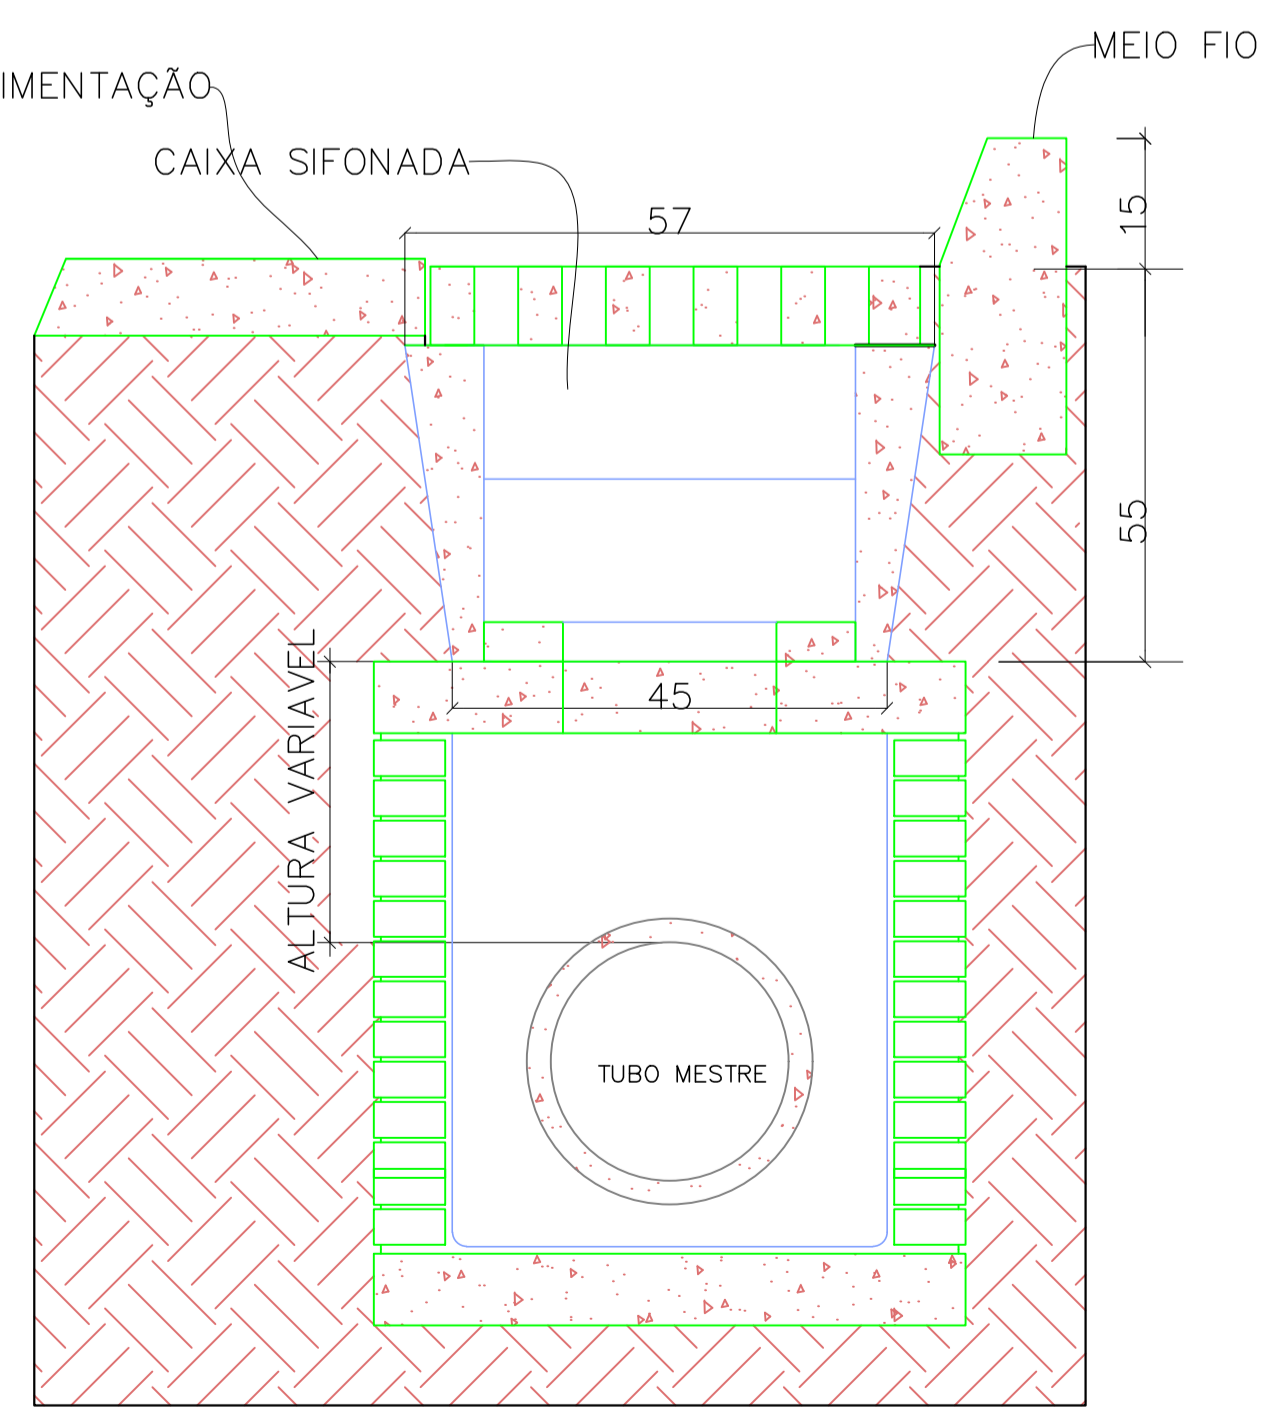 MEIO FIO
IMENTAÇÃO
CAIXA SIFONADA
57
15
55
45
ALTURA VARIAVEL
TUBO MESTRE